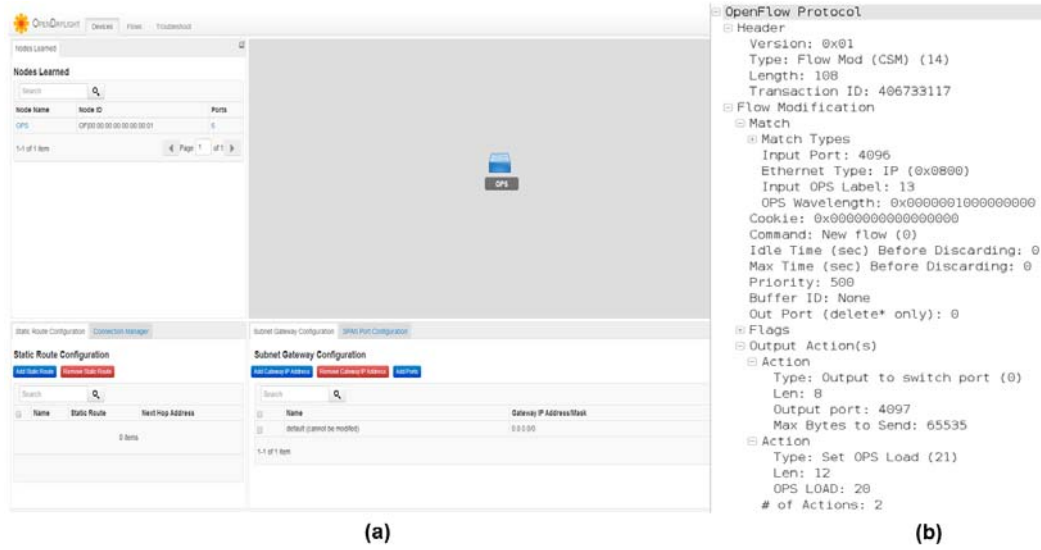 OPENDAYLIGHT Devices Flows Troubleshoot
Nodes Learned
Nodes Learned
Search
Node Name Node ID Ports
OPS OF|00:00:00:00:00:00:00:01 6
1-1 of 1 item Page 1 of 1
OPS
Static Route Configuration Connection Manager
Static Route Configuration
Add Static Route Remove Static Route
Search
Name Static Route Next Hop Address
0 items
Subnet Gateway Configuration SPAN Port Configuration
Subnet Gateway Configuration
Add Gateway IP Address Remove Gateway IP Address Add Ports
Search
Name Gateway IP Address/Mask
default (cannot be modified) 0.0.0.0/0
1-1 of 1 item
(a)
OpenFlow Protocol
Header
Version: 0x01
Type: Flow Mod (CSM) (14)
Length: 108
Transaction ID: 406733117
Flow Modification
Match
Match Types
Input Port: 4096
Ethernet Type: IP (0x0800)
Input OPS Label: 13
OPS Wavelength: 0x0000001000000000
Cookie: 0x0000000000000000
Command: New flow (0)
Idle Time (sec) Before Discarding: 0
Max Time (sec) Before Discarding: 0
Priority: 500
Buffer ID: None
Out Port (delete* only): 0
Flags
Output Action(s)
Action
Type: Output to switch port (0)
Len: 8
Output port: 4097
Max Bytes to Send: 65535
Action
Type: Set OPS Load (21)
Len: 12
OPS LOAD: 20
# of Actions: 2
(b)